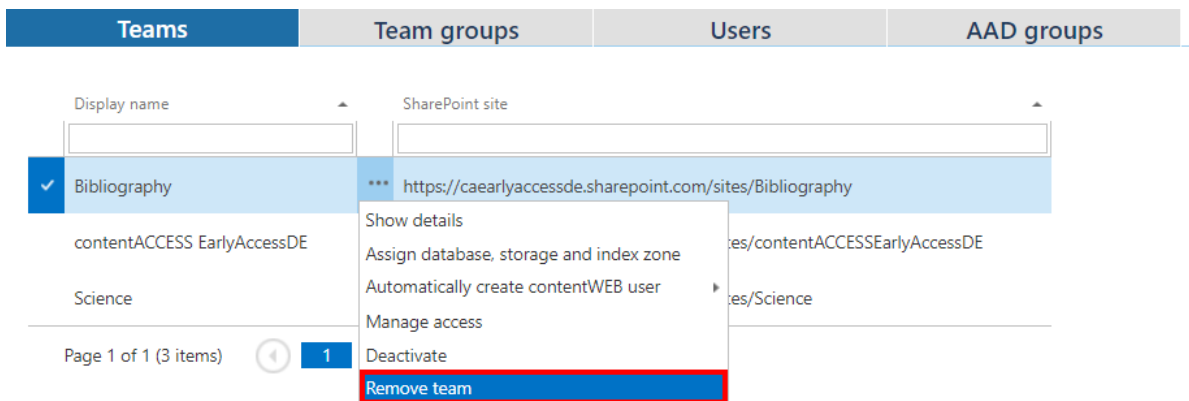 Teams Team groups Users AAD groups
Display name SharePoint site
Bibliography ••• https://caearlyaccessde.sharepoint.com/sites/Bibliography
Show details
contentACCESS EarlyAccessDE es/contentACCESSEarlyAccessDE
Assign database, storage and index zone
Automatically create contentWEB user
Science es/Science
Manage access
Page 1 of 1 (3 items) 1 Deactivate
Remove team